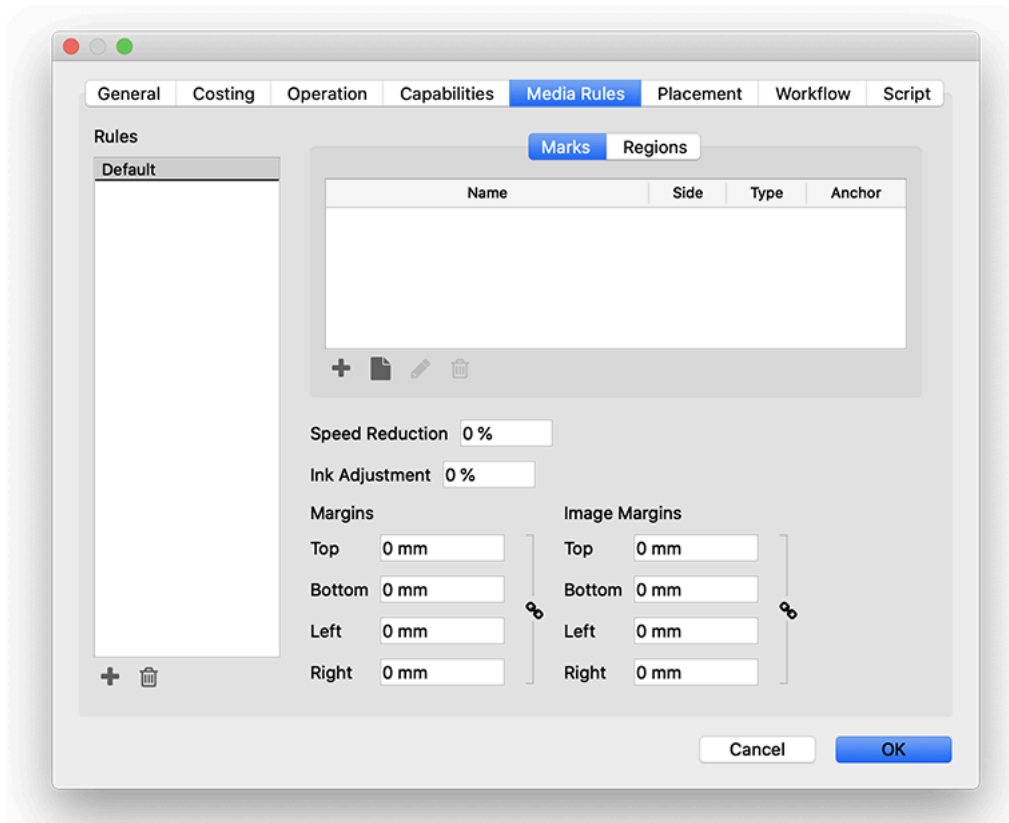 General Costing Operation Capabilities Media Rules Placement Workflow Script
Rules
Default
Marks Regions
Name Side Type Anchor
Speed Reduction 0 %
Ink Adjustment 0 %
Margins Image Margins
Top 0 mm Top 0 mm
Bottom 0 mm Bottom 0 mm
Left 0 mm Left 0 mm
Right 0 mm Right 0 mm
Cancel OK